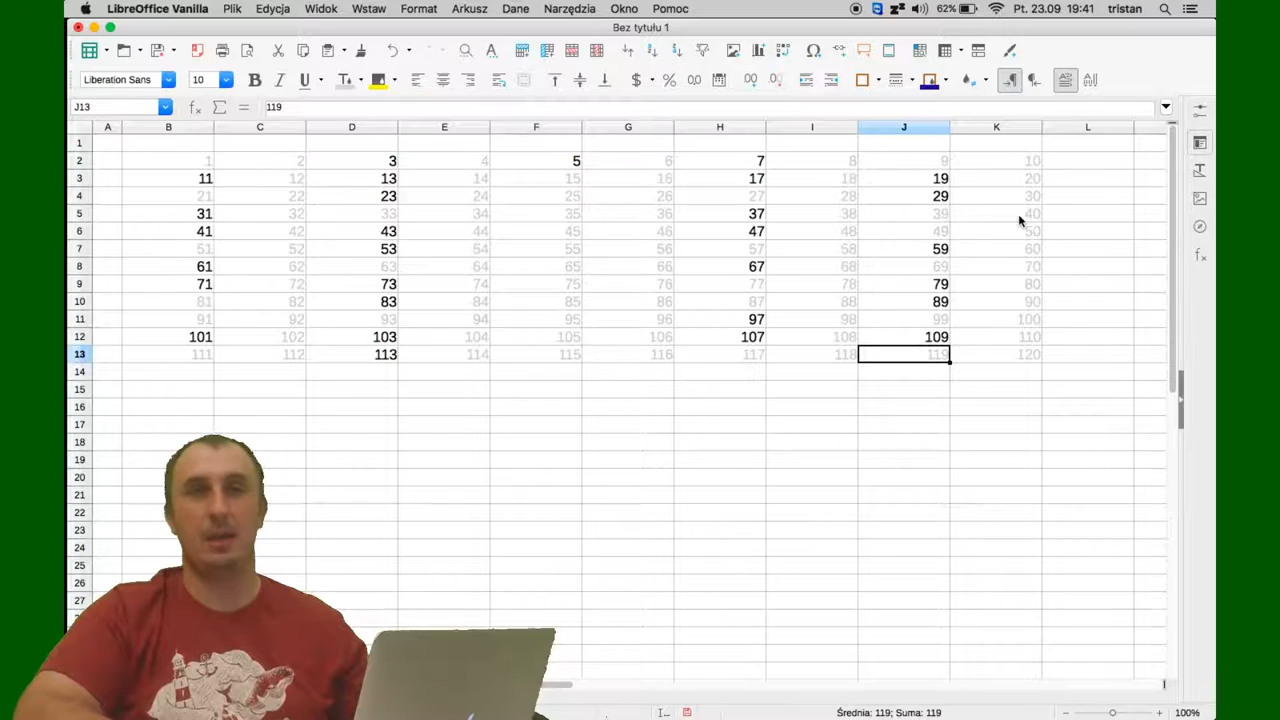 LibreOffice Vanilla Plik Edycja Widok Wstaw Format Arkusz Dane Narzędzia Okno Pomoc 62% Pt. 23.09 19:41 tristan
Bez tytułu 1
Liberation Sans 10
J13 119
A B C D E F G H I J K L
1
2 1 2 3 4 5 6 7 8 9 10
3 11 12 13 14 15 16 17 18 19 20
4 21 22 23 24 25 26 27 28 29 30
5 31 32 33 34 35 36 37 38 39 40
6 41 42 43 44 45 46 47 48 49 50
7 51 52 53 54 55 56 57 58 59 60
8 61 62 63 64 65 66 67 68 69 70
9 71 72 73 74 75 76 77 78 79 80
10 81 82 83 84 85 86 87 88 89 90
11 91 92 93 94 95 96 97 98 99 100
12 101 102 103 104 105 106 107 108 109 110
13 111 112 113 114 115 116 117 118 119 120
14
15
16
17
18
19
20
21
22
23
24
25
26
27
Średnia: 119; Suma: 119 100%